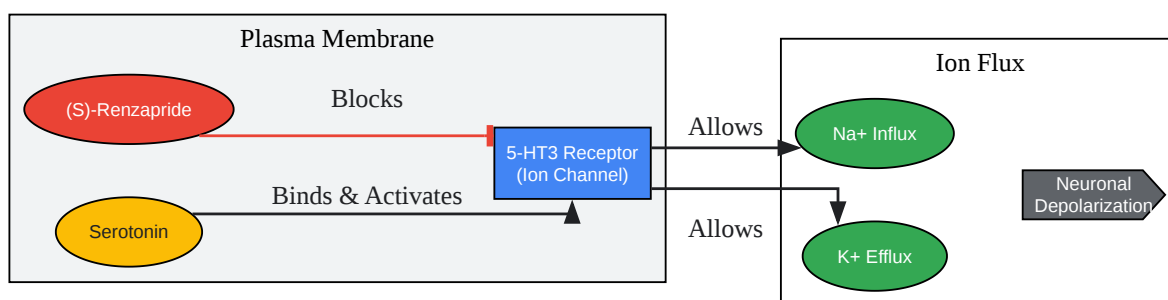 Plasma Membrane
(S)-Renzapride
Blocks
Serotonin
Binds & Activates
5-HT3 Receptor
(Ion Channel)
Allows
Allows
Ion Flux
Na+ Influx
K+ Efflux
Neuronal
Depolarization